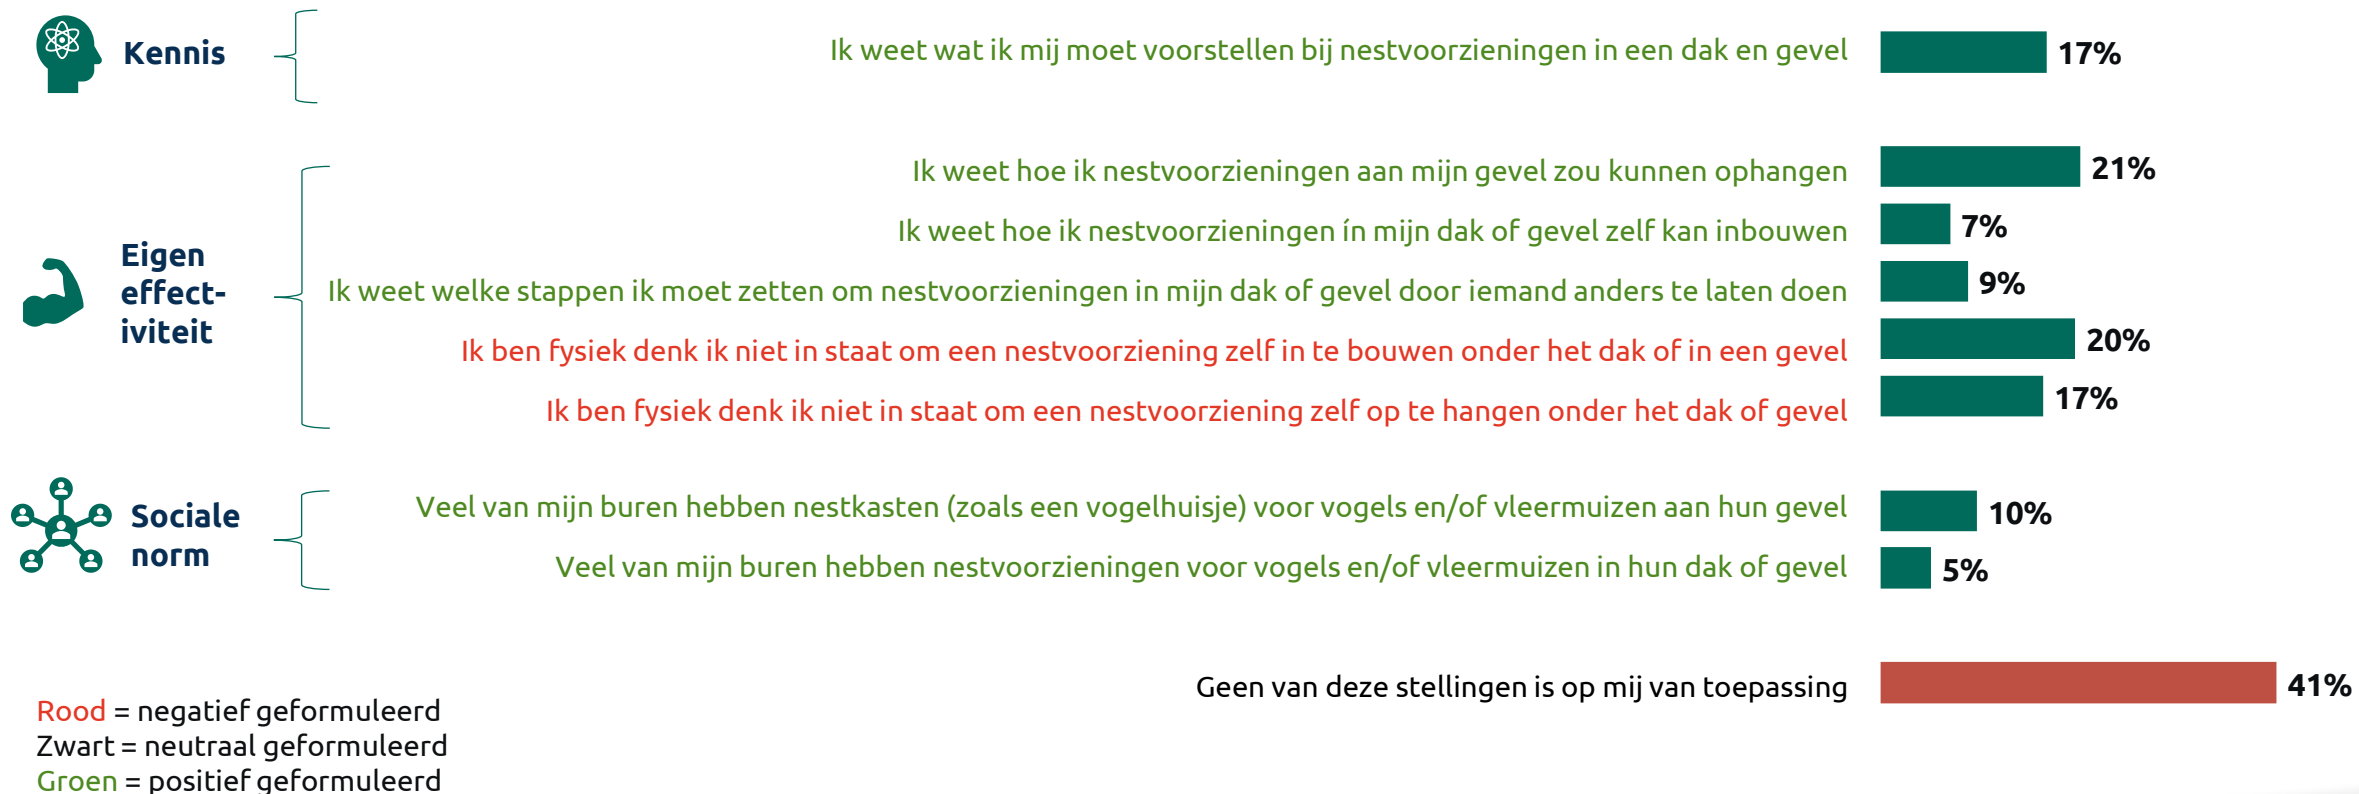 Kennis
Ik weet wat ik mij moet voorstellen bij nestvoorzieningen in een dak en gevel
17%
Eigen
effect-
iviteit
Ik weet hoe ik nestvoorzieningen aan mijn gevel zou kunnen ophangen
21%
Ik weet hoe ik nestvoorzieningen ín mijn dak of gevel zelf kan inbouwen
7%
Ik weet welke stappen ik moet zetten om nestvoorzieningen in mijn dak of gevel door iemand anders te laten doen
9%
Ik ben fysiek denk ik niet in staat om een nestvoorziening zelf in te bouwen onder het dak of in een gevel
20%
Ik ben fysiek denk ik niet in staat om een nestvoorziening zelf op te hangen onder het dak of gevel
17%
Sociale
norm
Veel van mijn buren hebben nestkasten (zoals een vogelhuisje) voor vogels en/of vleermuizen aan hun gevel
10%
Veel van mijn buren hebben nestvoorzieningen voor vogels en/of vleermuizen in hun dak of gevel
5%
Geen van deze stellingen is op mij van toepassing
41%
Rood = negatief geformuleerd
Zwart = neutraal geformuleerd
Groen = positief geformuleerd